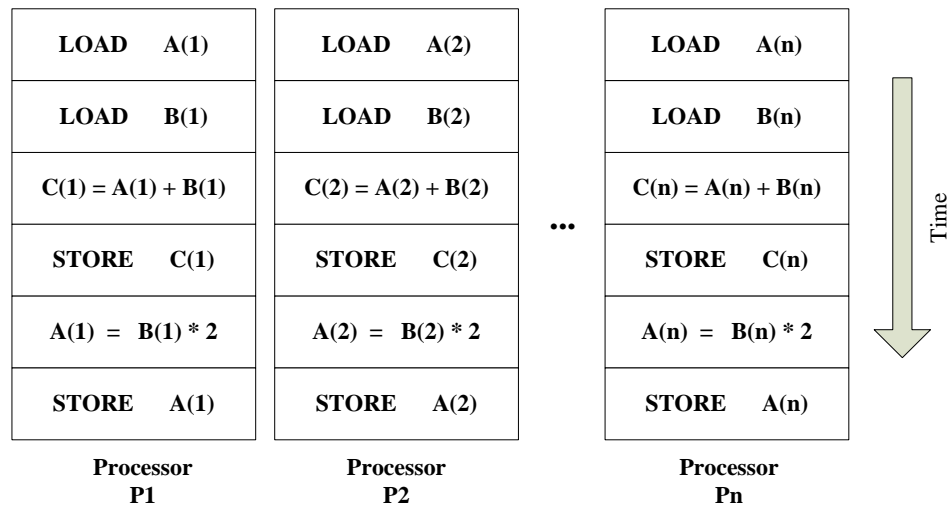 LOAD A(1)
LOAD B(1)
C(1) = A(1) + B(1)
STORE C(1)
A(1) = B(1) * 2
STORE A(1)
Processor
P1
LOAD A(2)
LOAD B(2)
C(2) = A(2) + B(2)
STORE C(2)
A(2) = B(2) * 2
STORE A(2)
Processor
P2
...
LOAD A(n)
LOAD B(n)
C(n) = A(n) + B(n)
STORE C(n)
A(n) = B(n) * 2
STORE A(n)
Processor
Pn
Time